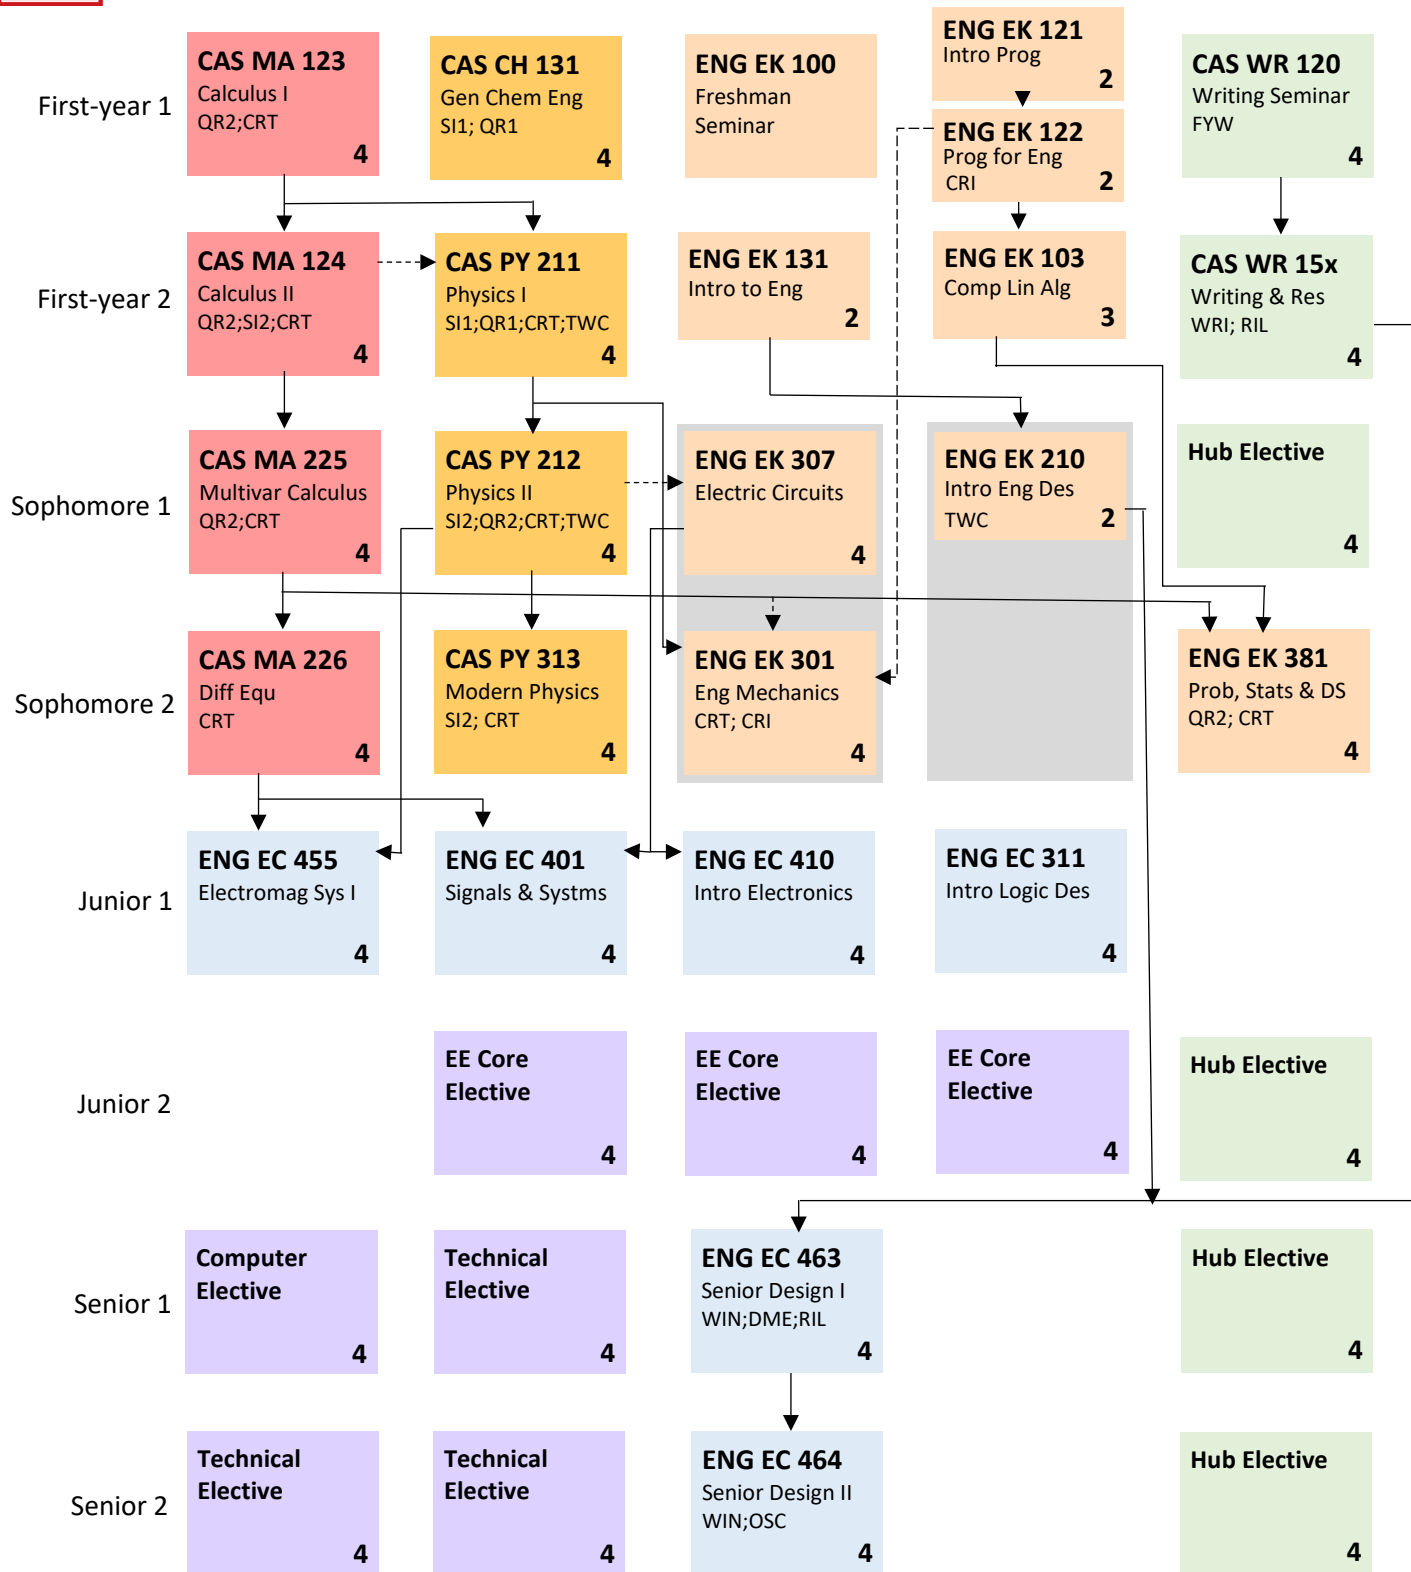 First-year 1
CAS MA 123
Calculus I
QR2;CRT
4
CAS CH 131
Gen Chem Eng
SI1; QR1
4
ENG EK 100
Freshman
Seminar
ENG EK 121
Intro Prog
2
ENG EK 122
Prog for Eng
CRI
2
CAS WR 120
Writing Seminar
FYW
4
First-year 2
CAS MA 124
Calculus II
QR2;SI2;CRT
4
CAS PY 211
Physics I
SI1;QR1;CRT;TWC
4
ENG EK 131
Intro to Eng
2
ENG EK 103
Comp Lin Alg
3
CAS WR 15x
Writing & Res
WRI; RIL
4
Sophomore 1
CAS MA 225
Multivar Calculus
QR2;CRT
4
CAS PY 212
Physics II
SI2;QR2;CRT;TWC
4
ENG EK 307
Electric Circuits
4
ENG EK 210
Intro Eng Des
TWC
2
Hub Elective
4
Sophomore 2
CAS MA 226
Diff Equ
CRT
4
CAS PY 313
Modern Physics
SI2; CRT
4
ENG EK 301
Eng Mechanics
CRT; CRI
4
ENG EK 381
Prob, Stats & DS
QR2; CRT
4
Junior 1
ENG EC 455
Electromag Sys I
4
ENG EC 401
Signals & Systms
4
ENG EC 410
Intro Electronics
4
ENG EC 311
Intro Logic Des
4
Junior 2
EE Core
Elective
4
EE Core
Elective
4
EE Core
Elective
4
Hub Elective
4
Senior 1
Computer
Elective
4
Technical
Elective
4
ENG EC 463
Senior Design I
WIN;DME;RIL
4
Hub Elective
4
Senior 2
Technical
Elective
4
Technical
Elective
4
ENG EC 464
Senior Design II
WIN;OSC
4
Hub Elective
4